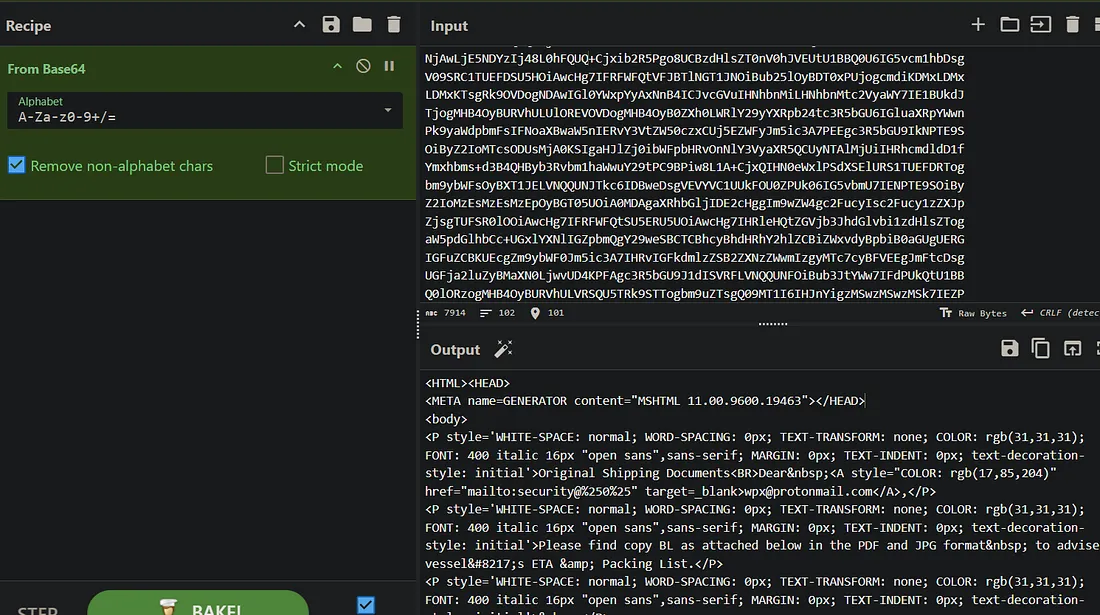 Recipe
From Base64
Alphabet
A-Za-z0-9+/=
Remove non-alphabet chars
Strict mode
STEP
BAKE!
Input
NjAwLjE5NDYzIj48L0hFQUQ+Cjxib2R5Pgo8UCBzdHlsZT0nV0hJVEUtU1BBQ0U6IG5vcm1hbDsg
V09SRC1TUEFDSU5HOiAwcHg7IFRFWFQtVFJBTlNGT1JNOiBub25lOyBDT0xPUjogcmdiKDMxLDMx
LDMxKTsgRk9OVDogNDAwIGl0YWxpYyAxNnB4ICJvcGVuIHNhbnMiLHNhbnMtc2VyaWY7IE1BUkdJ
TjogMHB4OyBURVhULUlOREVOVDogMHB4OyB0ZXh0LWRlY29yYXRpb24tc3R5bGU6IGluaXRpYWwn
Pk9yaWdpbmFsIFNoaXBwaW5nIERvY3VtZW50czxCUj5EZWFyJm5ic3A7PEEgc3R5bGU9IkNPTE9S
OiByZ2IoMTcsODUsMjA0KSIgaHJlZj0ibWFpbHRvOnNlY3VyaXR5QCUyNTAlMjUiIHRhcmdldD1f
Ymxhbms+d3B4QHByb3Rvbm1haWwuY29tPC9BPiw8L1A+CjxQIHN0eWxlPSdXSElURS1TUEFDRTog
bm9ybWFsOyBXT1JELVNQQUNJTkc6IDBweDsgVEVYVC1UUkFOU0ZPUk06IG5vbmU7IENPTE9SOiBy
Z2IoMzEsMzEsMzEpOyBGT05UOiA0MDAgaXRhbGljIDE2cHggIm9wZW4gc2FucyIsc2Fucy1zZXJp
ZjsgTUFSR0lOOiAwcHg7IFRFWFQtSU5ERU5UOiAwcHg7IHRleHQtZGVjb3JhdGlvbi1zdHlsZTog
aW5pdGlhbCc+UGxlYXNlIGZpbmQgY29weSBCTCBhcyBhdHRhY2hlZCBiZWxvdyBpbiB0aGUgUERG
IGFuZCBKUEcgZm9ybWF0Jm5ic3A7IHRvIGFkdmlzZSB2ZXNzZWwmIzgyMTc7cyBFVEEgJmFtcDsg
UGFja2luZyBMaXN0LjwvUD4KPFAgc3R5bGU9J1dISVRFLVNQQUNFOiBub3JtYWw7IFdPUkQtU1BB
Q0lORzogMHB4OyBURVhULVRSQU5TRk9STTogbm9uZTsgQ09MT1I6IHJnYigzMSwzMSwzMSk7IEZP
ABC 7914 102 101
Tr Raw Bytes CRLF (detec
Output
<HTML><HEAD>
<META name=GENERATOR content="MSHTML 11.00.9600.19463"></HEAD>
<body>
<P style='WHITE-SPACE: normal; WORD-SPACING: 0px; TEXT-TRANSFORM: none; COLOR: rgb(31,31,31);
FONT: 400 italic 16px "open sans",sans-serif; MARGIN: 0px; TEXT-INDENT: 0px; text-decoration-
style: initial'>Original Shipping Documents<BR>Dear&nbsp;<A style="COLOR: rgb(17,85,204)"
href="mailto:security@%250%25" target=_blank>wpx@protonmail.com</A>,</P>
<P style='WHITE-SPACE: normal; WORD-SPACING: 0px; TEXT-TRANSFORM: none; COLOR: rgb(31,31,31);
FONT: 400 italic 16px "open sans",sans-serif; MARGIN: 0px; TEXT-INDENT: 0px; text-decoration-
style: initial'>Please find copy BL as attached below in the PDF and JPG format&nbsp; to advise
vessel&#8217;s ETA &amp; Packing List.</P>
<P style='WHITE-SPACE: normal; WORD-SPACING: 0px; TEXT-TRANSFORM: none; COLOR: rgb(31,31,31);
FONT: 400 italic 16px "open sans",sans-serif; MARGIN: 0px; TEXT-INDENT: 0px; text-decoration-